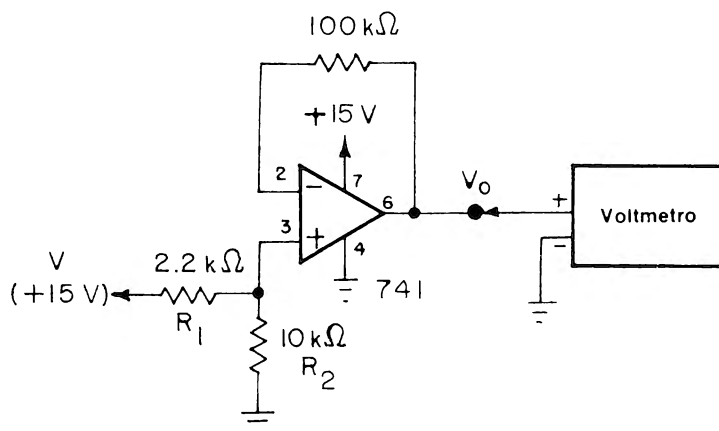 100 kΩ
+15 V
2
7
−
6
V₀
+
Voltmetro
−
3
+
4
V
2.2 kΩ
(+15 V)
741
R₁
10 kΩ
R₂